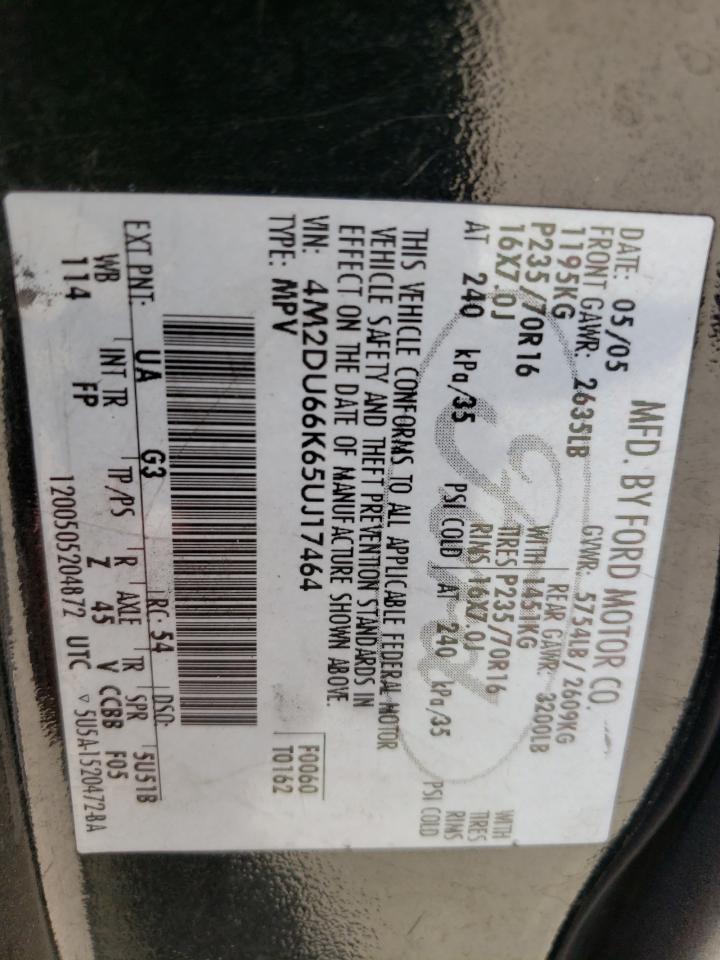 MFD. BY FORD MOTOR CO.
DATE: 05/05 GVWR: 5754LB / 2609KG
FRONT GAWR: 2635LB REAR GAWR: 3200LB
1195KG WITH 1451KG WITH
P235/70R16 TIRES P235/70R16 TIRES
16X7.0J RIMS 16X7.0J RIMS
AT 240 kPa/35 PSI COLD AT 240 kPa/35 PSI COLD
THIS VEHICLE CONFORMS TO ALL APPLICABLE FEDERAL MOTOR
VEHICLE SAFETY AND THEFT PREVENTION STANDARDS IN
EFFECT ON THE DATE OF MANUFACTURE SHOWN ABOVE.
VIN: 4M2DU66K65UJ17464 F0060
TYPE: MPV T0162
EXT PNT: UA G3 RC: 54 DSO:
WB INT TR TP/PS R AXLE TR SPR 5U51B
114 FP Z 45 V CCBB F05
1200505204872 UTC ▽ 5U5A-1520472-BA